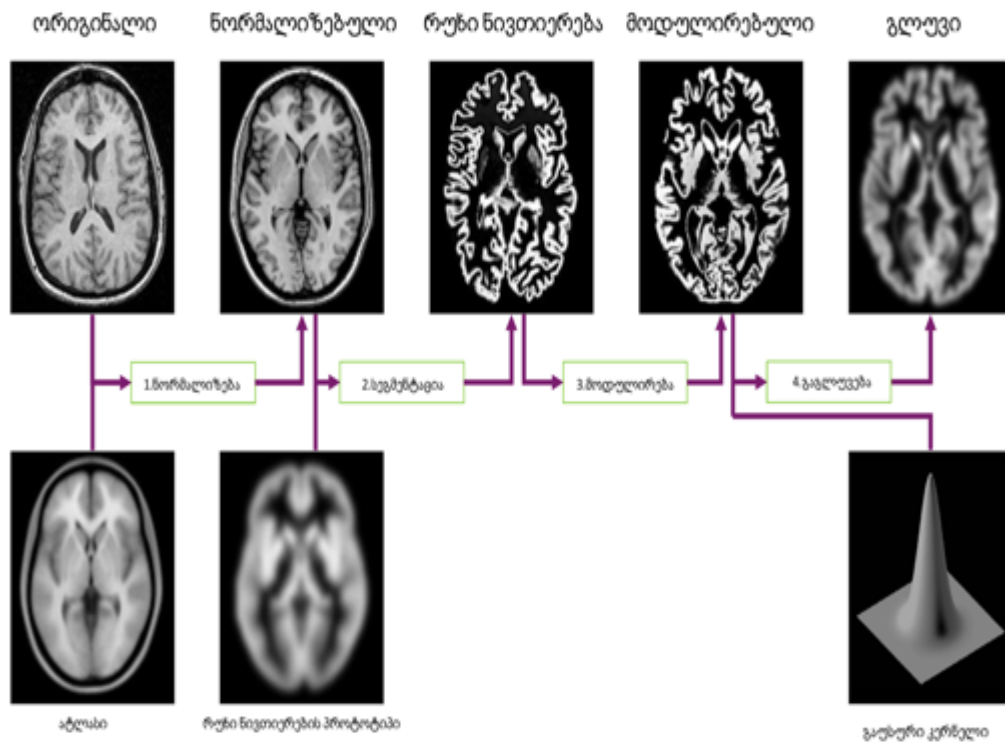 ორიგინალი
ნორმალიზებული
რუხი ნივთიერება
მოდულირებული
გლუვი
1.ნორმალიზება
2.სეგმენტაცია
3.მოდულირება
4.გაგლუვება
ატლასი
რუხი ნივთიერების პროტოტიპი
გაუსური კერნელი